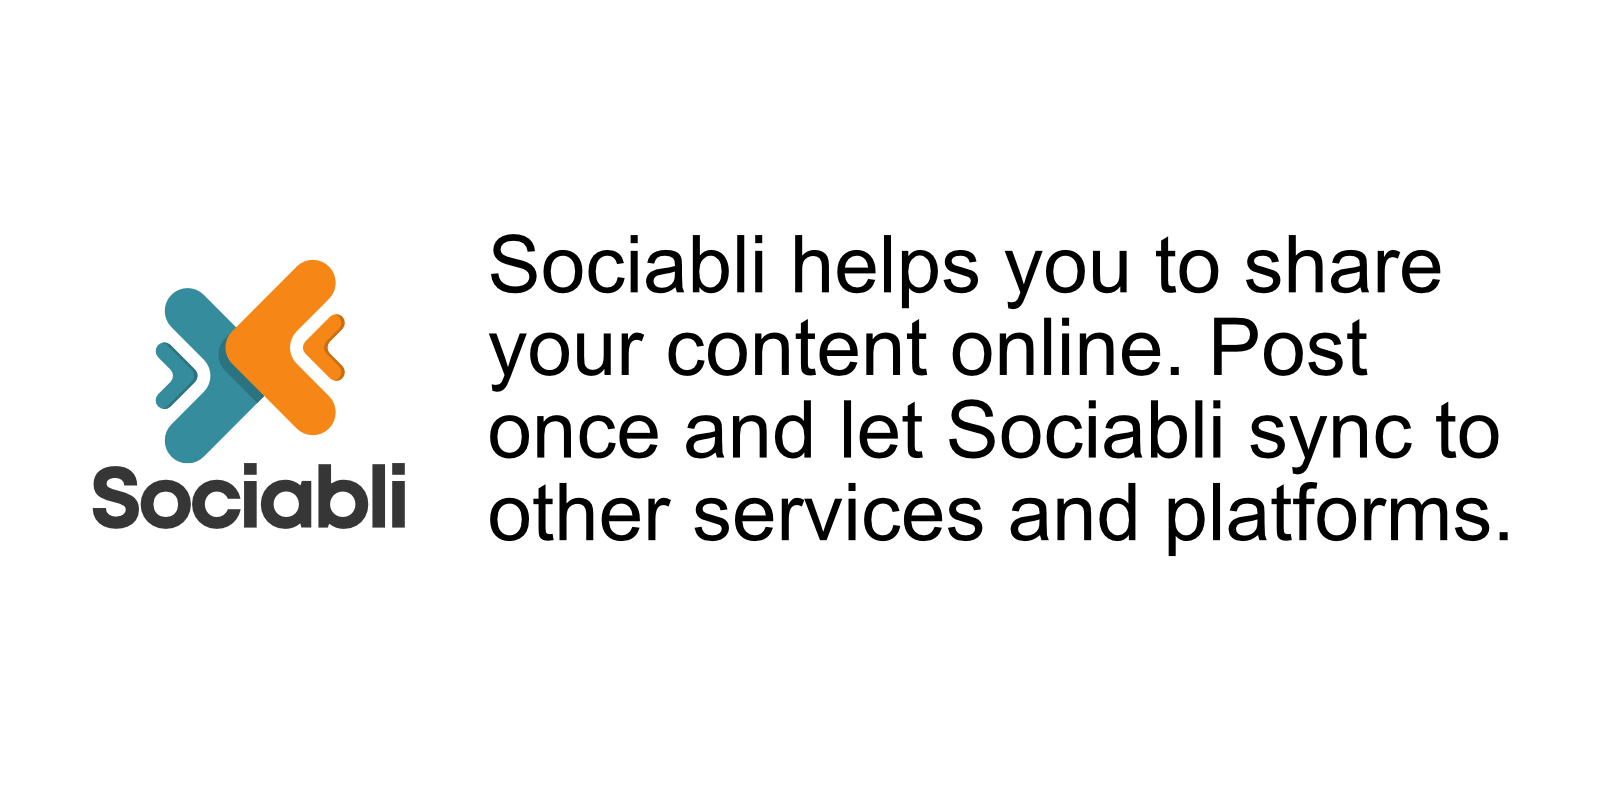 Sociabli
Sociabli helps you to share
your content online. Post
once and let Sociabli sync to
other services and platforms.